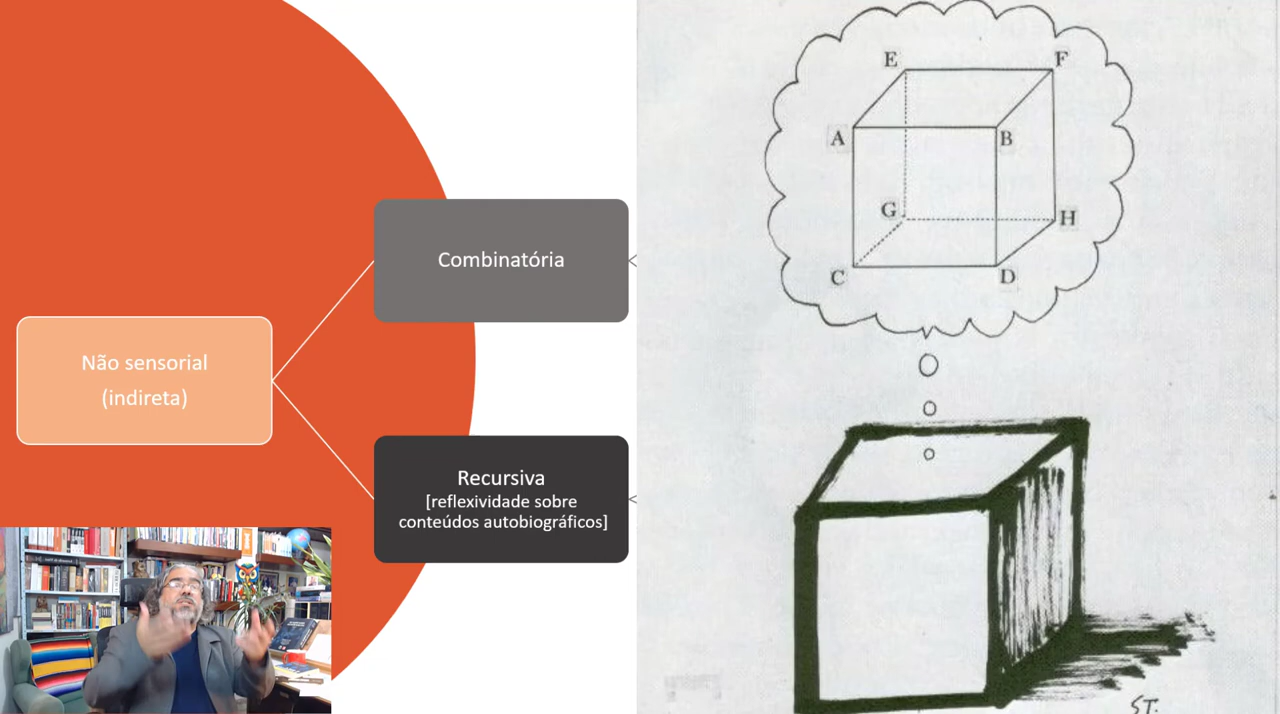 Não sensorial
(indireta)
Combinatória
Recursiva
[reflexividade sobre
conteúdos autobiográficos]
E F
A B
G H
C D
ST.